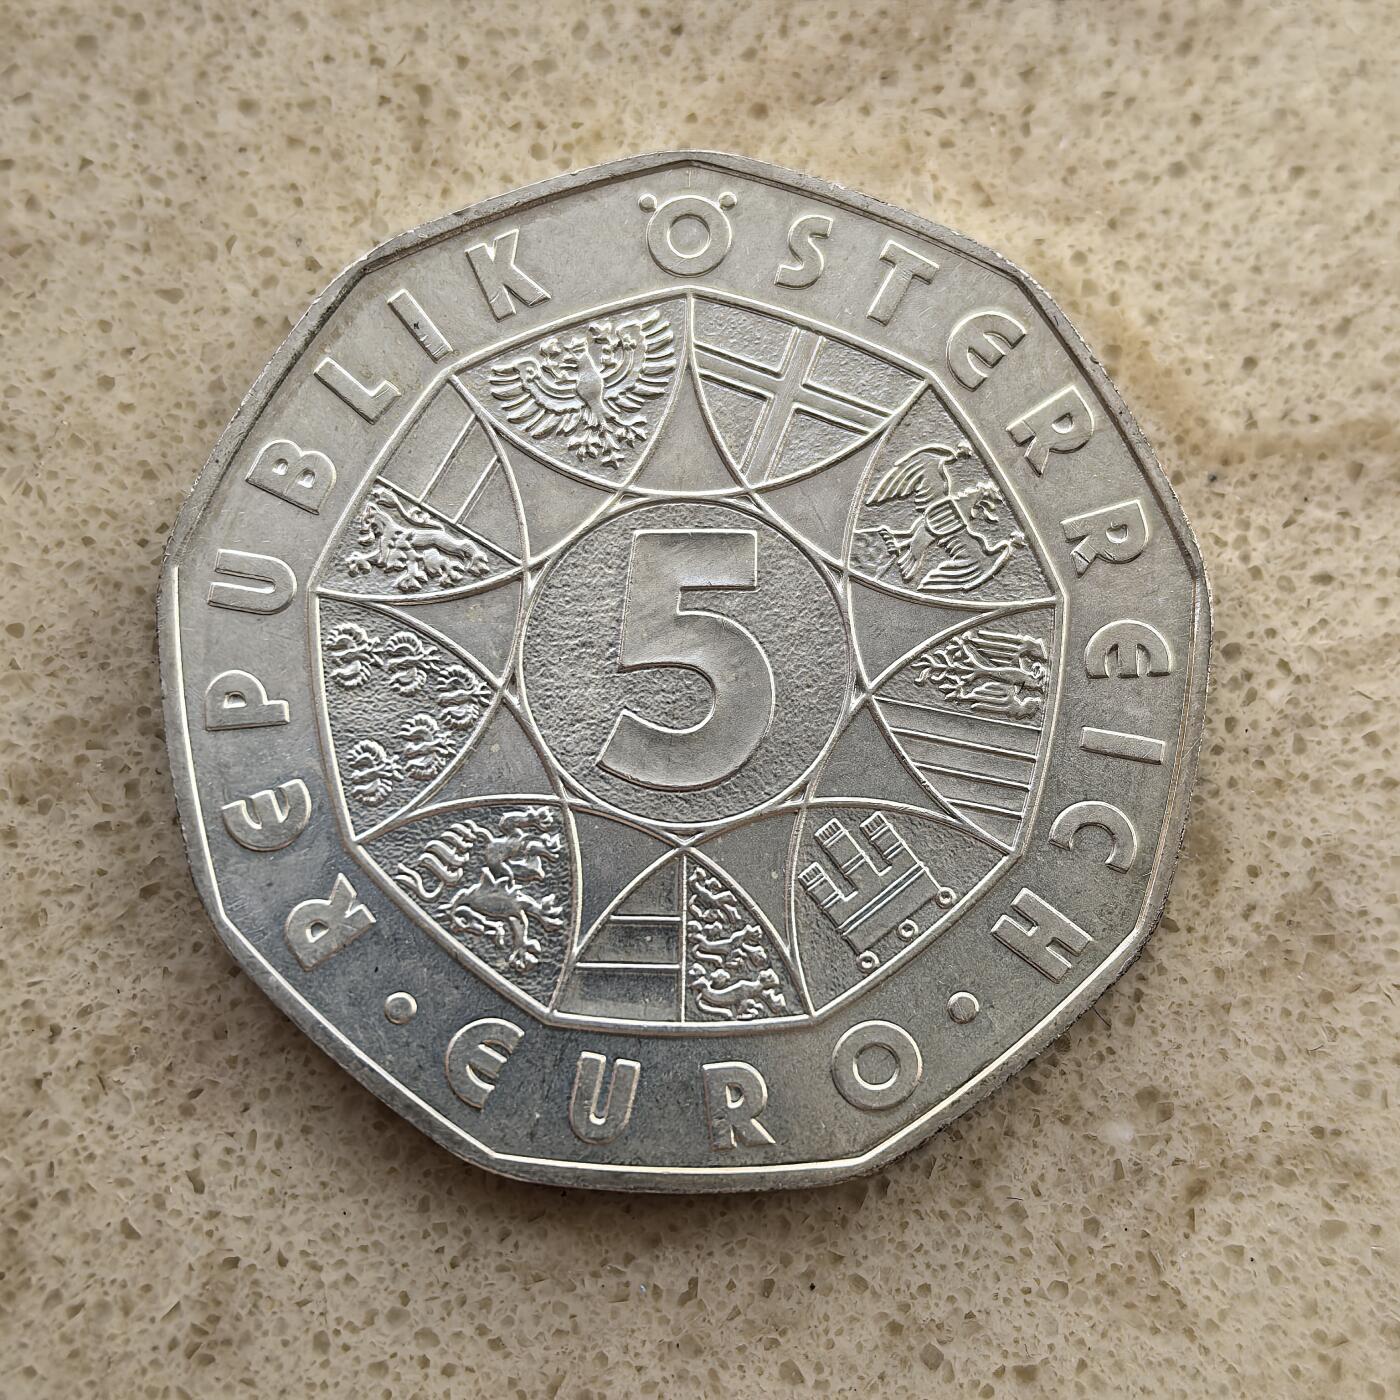 REPUBLIK ÖSTERREICH
5
· EURO ·